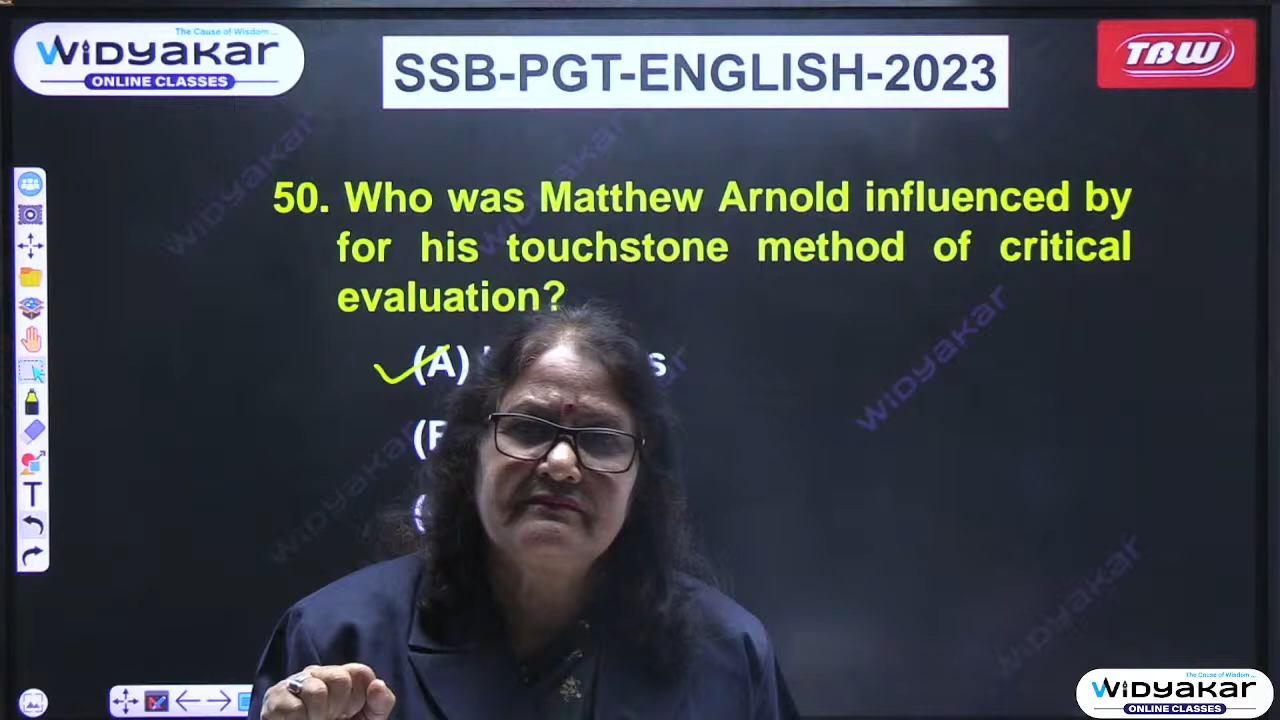 The Cause of Wisdom...
WIDYAKAR
ONLINE CLASSES
SSB-PGT-ENGLISH-2023
TBW
50. Who was Matthew Arnold influenced by
for his touchstone method of critical
evaluation?
(A)
The Cause of Wisdom...
WIDYAKAR
ONLINE CLASSES